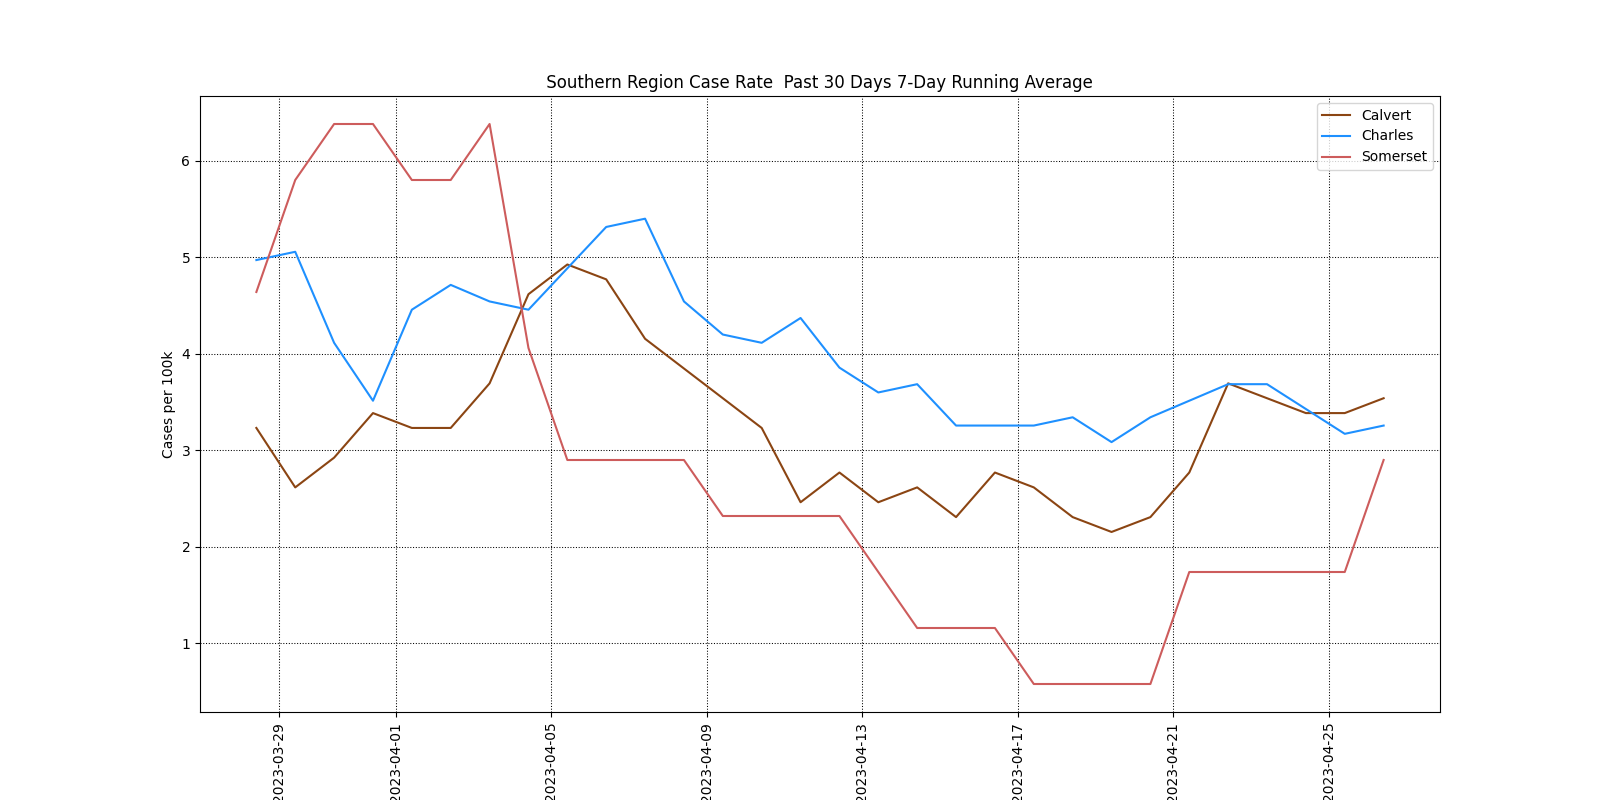 Southern Region Case Rate  Past 30 Days 7-Day Running Average
Calvert
Charles
Somerset
Cases per 100k
6
5
4
3
2
1
2023-03-29
2023-04-01
2023-04-05
2023-04-09
2023-04-13
2023-04-17
2023-04-21
2023-04-25